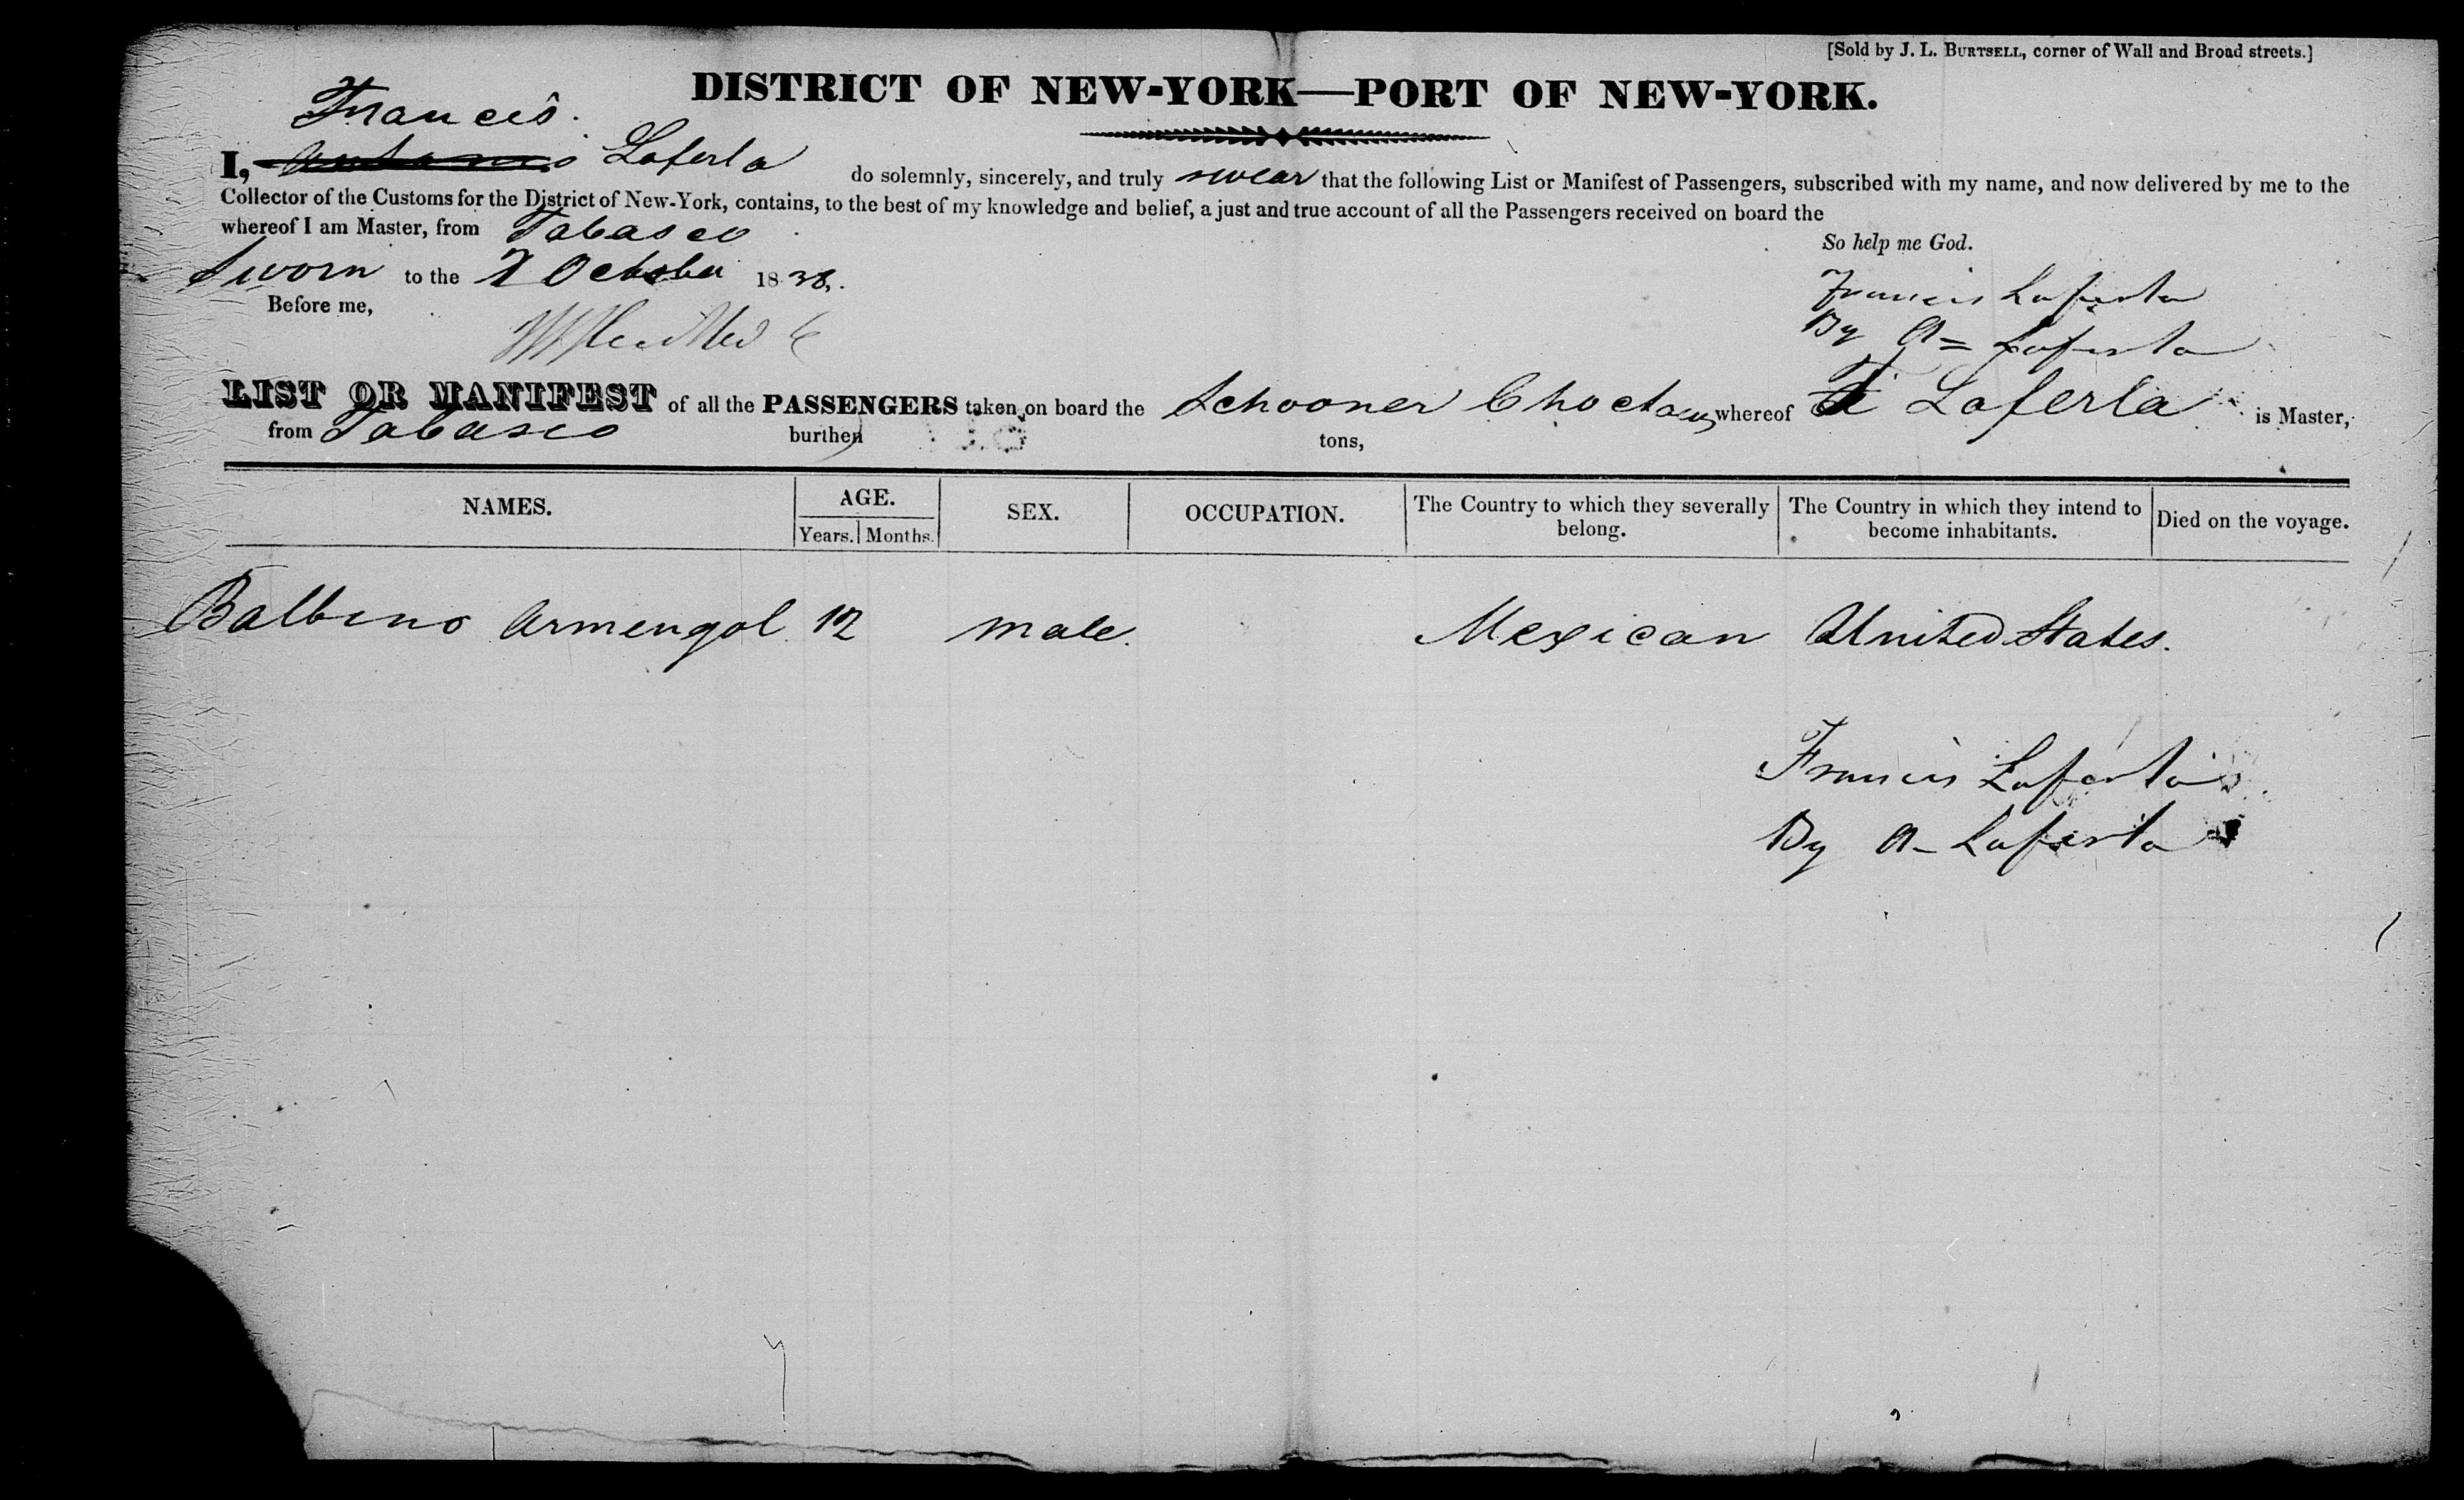 [Sold by J. L. BURTSELL, corner of Wall and Broad streets.]
DISTRICT OF NEW-YORK—PORT OF NEW-YORK.
Francis
I, Antonio Laferla do solemnly, sincerely, and truly swear that the following List or Manifest of Passengers, subscribed with my name, and now delivered by me to the
Collector of the Customs for the District of New-York, contains, to the best of my knowledge and belief, a just and true account of all the Passengers received on board the
whereof I am Master, from Tabasco
So help me God.
Sworn to the October 1838.
Francis Laferla
Before me,
By A= Laferla
LIST OR MANIFEST of all the PASSENGERS taken on board the Schooner Choctaw whereof F Laferla is Master,
from Tabasco burthen tons,
NAMES. AGE. SEX. OCCUPATION. The Country to which they severally belong. The Country in which they intend to become inhabitants. Died on the voyage.
Years. Months.
Balbino Armengol 12 male. Mexican United States.
Francis Laferla
By A- Laferla